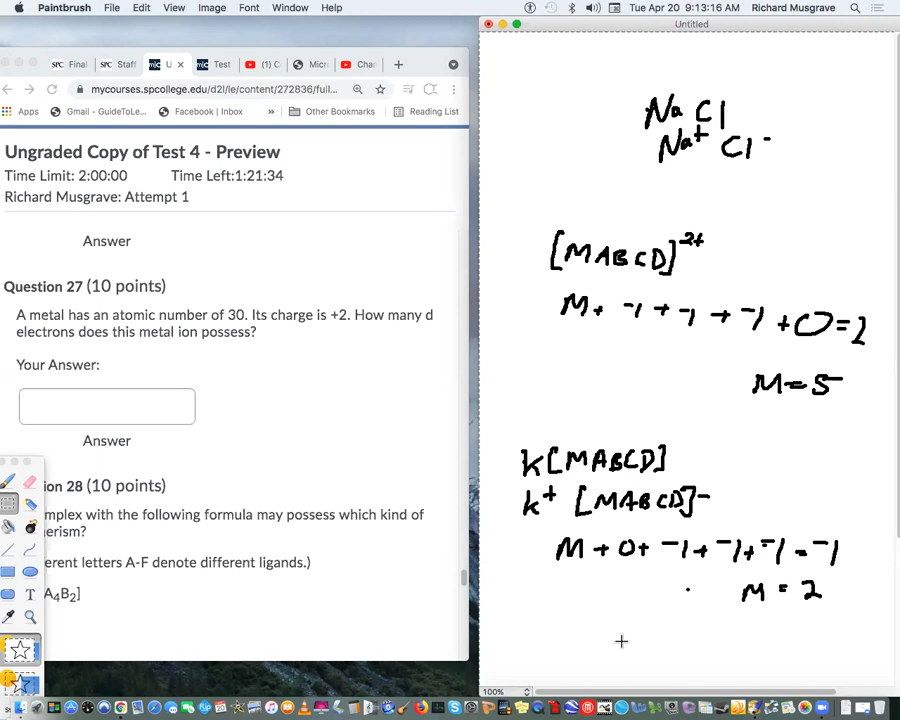 Paintbrush File Edit View Image Font Window Help Tue Apr 20 9:13:16 AM Richard Musgrave
Untitled
Final Staff U Test (1) C Micr Char
mycourses.spcollege.edu/d2l/le/content/272836/full...
Apps Gmail - GuideToLe... Facebook | Inbox » Other Bookmarks Reading List
Ungraded Copy of Test 4 - Preview
Time Limit: 2:00:00 Time Left:1:21:34
Richard Musgrave: Attempt 1
Answer
Question 27 (10 points)
A metal has an atomic number of 30. Its charge is +2. How many d
electrons does this metal ion possess?
Your Answer:
Answer
ion 28 (10 points)
mplex with the following formula may possess which kind of
merism?
erent letters A-F denote different ligands.)
A₄B₂]
Na Cl
Na⁺ Cl⁻
[MABCD]²⁺
M + -1 + -1 + -1 + 0 = 2
M = 5
K[MABCD]
K⁺ [MABCD]⁻
M + 0 + -1 + -1 + -1 = -1
M = 2
100%